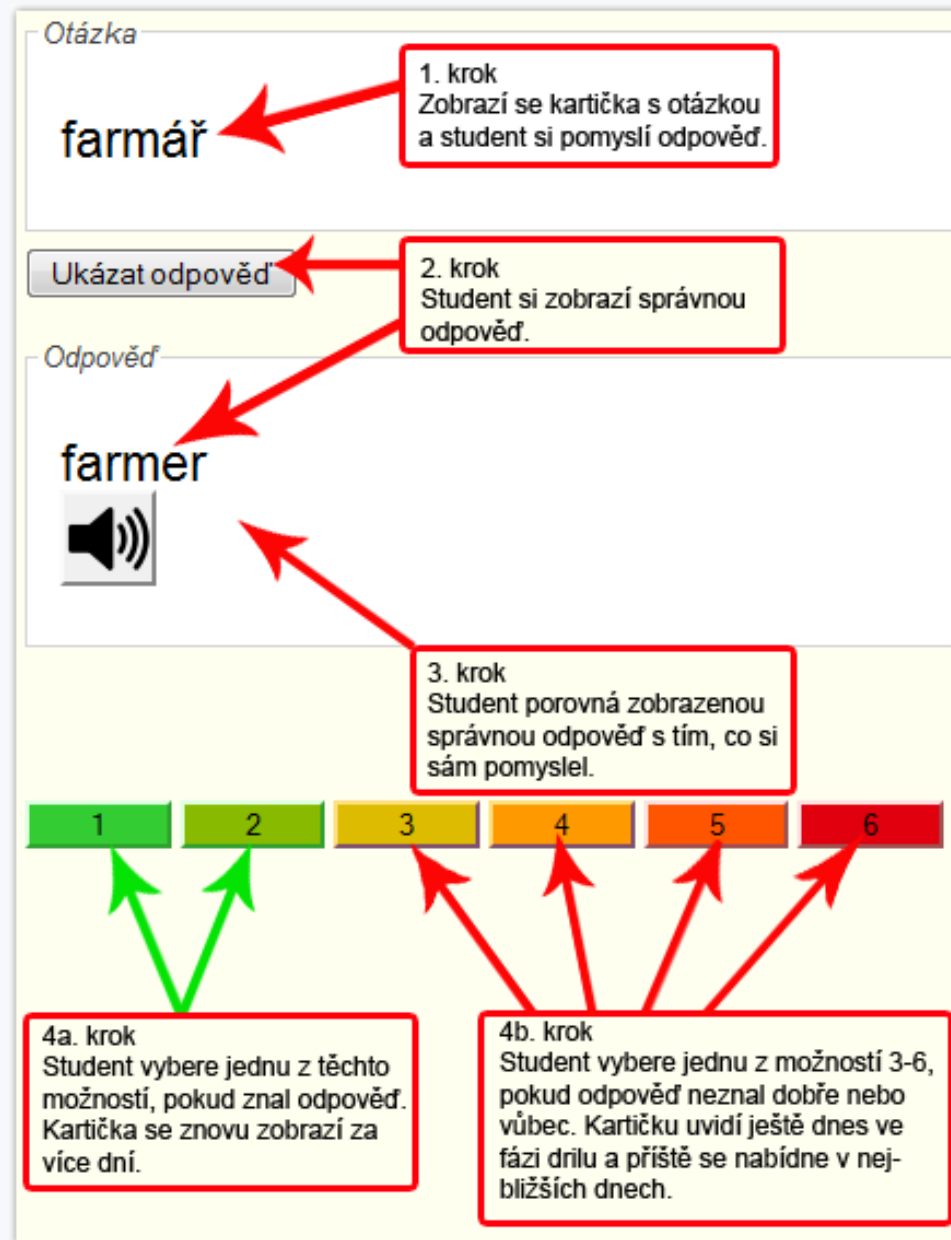 Otázka
farmář
1. krok
Zobrazí se kartička s otázkou
a student si pomyslí odpověď.
Ukázat odpověď
2. krok
Student si zobrazí správnou
odpověď.
Odpověď
farmer
3. krok
Student porovná zobrazenou
správnou odpověď s tím, co si
sám pomyslel.
1 2 3 4 5 6
4a. krok
Student vybere jednu z těchto
možností, pokud znal odpověď.
Kartička se znovu zobrazí za
více dní.
4b. krok
Student vybere jednu z možností 3-6,
pokud odpověď neznal dobře nebo
vůbec. Kartičku uvidí ještě dnes ve
fázi drilu a příště se nabídne v nej-
bližších dnech.